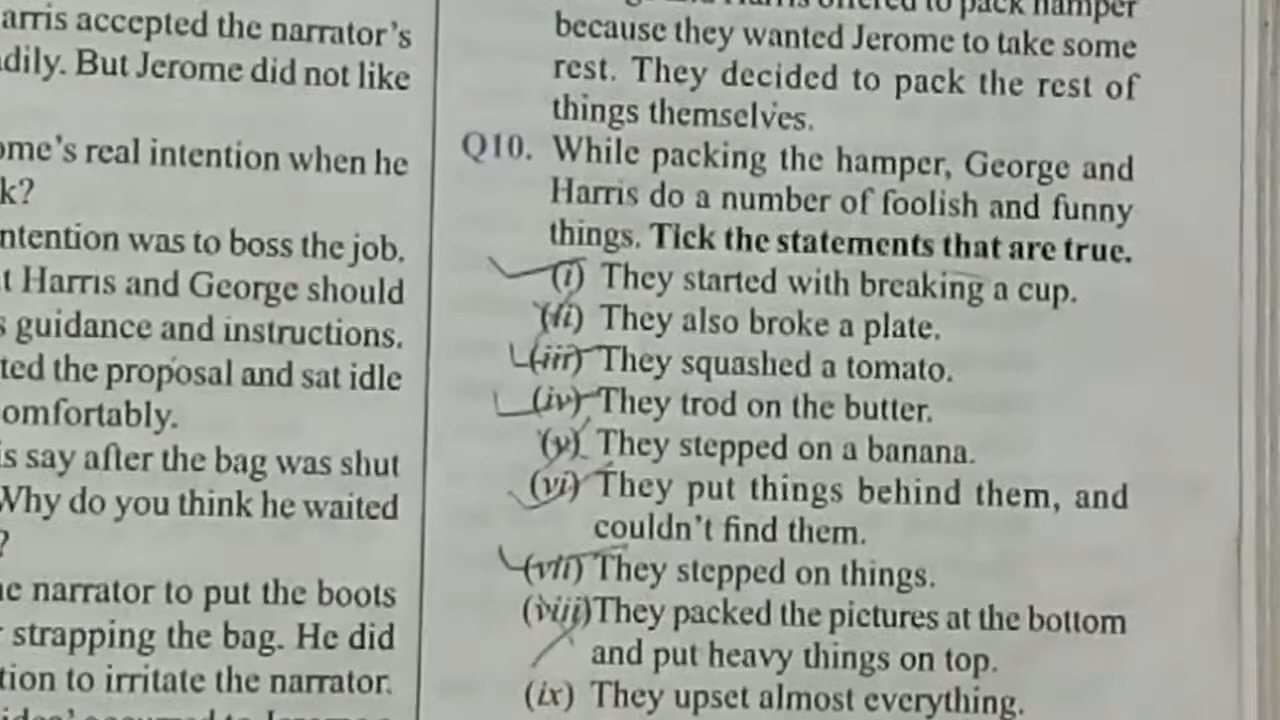 arris accepted the narrator's
dily. But Jerome did not like
ome's real intention when he
k?
ntention was to boss the job.
t Harris and George should
s guidance and instructions.
ted the proposal and sat idle
omfortably.
is say after the bag was shut
Why do you think he waited
?
ne narrator to put the boots
r strapping the bag. He did
tion to irritate the narrator.
offered to pack hamper
because they wanted Jerome to take some
rest. They decided to pack the rest of
things themselves.
Q10. While packing the hamper, George and
Harris do a number of foolish and funny
things. Tick the statements that are true.
(i) They started with breaking a cup.
(ii) They also broke a plate.
(iii) They squashed a tomato.
(iv) They trod on the butter.
(v) They stepped on a banana.
(vi) They put things behind them, and
couldn't find them.
(vii) They stepped on things.
(viii) They packed the pictures at the bottom
and put heavy things on top.
(ix) They upset almost everything.